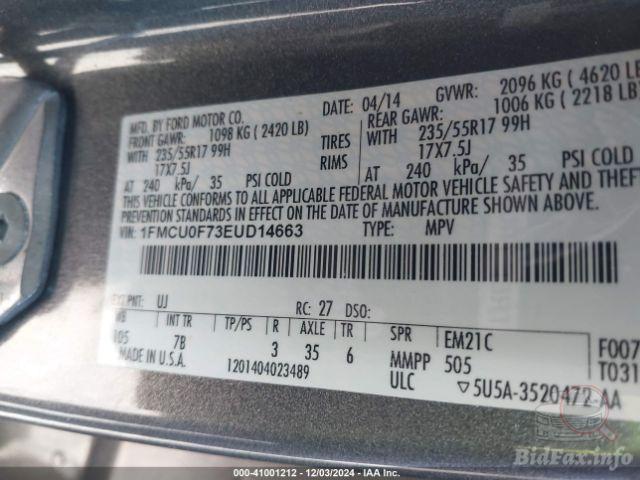 MFD. BY FORD MOTOR CO.
DATE: 04/14 GVWR: 2096 KG ( 4620 LB
FRONT GAWR: 1098 KG ( 2420 LB)
REAR GAWR: 1006 KG ( 2218 LB)
WITH 235/55R17 99H TIRES WITH 235/55R17 99H
17X7.5J RIMS 17X7.5J
AT 240 kPa/ 35 PSI COLD AT 240 kPa/ 35 PSI COLD
THIS VEHICLE CONFORMS TO ALL APPLICABLE FEDERAL MOTOR VEHICLE SAFETY AND THEFT
PREVENTION STANDARDS IN EFFECT ON THE DATE OF MANUFACTURE SHOWN ABOVE.
VIN: 1FMCU0F73EUD14663 TYPE: MPV
EXT PNT: UJ RC: 27 DSO:
WB INT TR TP/PS R AXLE TR SPR EM21C F007
105 7B 3 35 6 MMPP 505 T031
MADE IN U.S.A. 1201404023489 ULC 5U5A-3520472-AA
BidFax.info
000-41001212 - 12/03/2024 - IAA Inc.